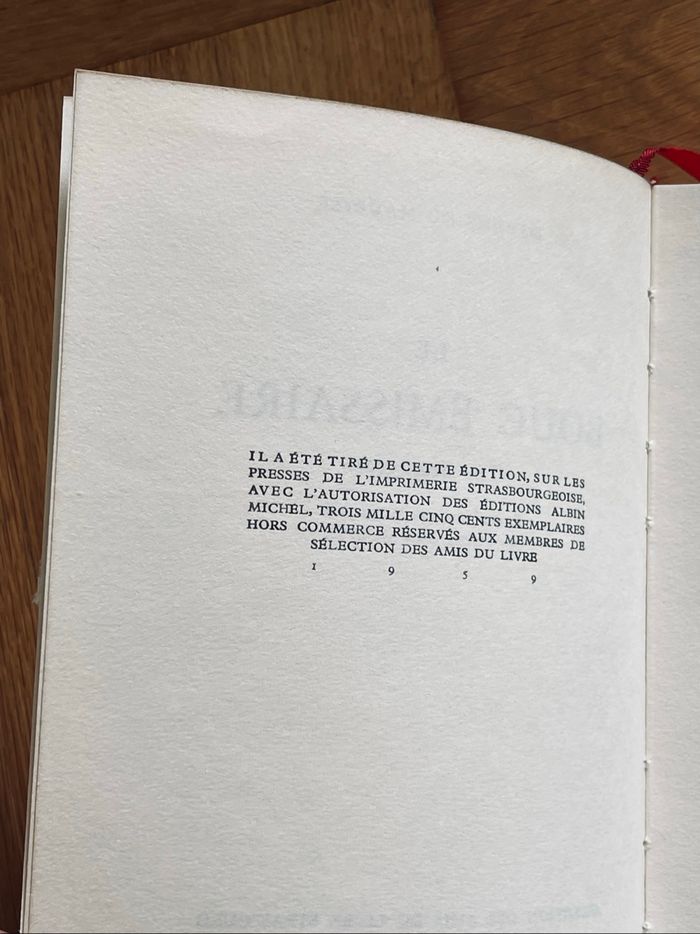 IL A ÉTÉ TIRÉ DE CETTE ÉDITION, SUR LES
PRESSES DE L'IMPRIMERIE STRASBOURGEOISE,
AVEC L'AUTORISATION DES ÉDITIONS ALBIN
MICHEL, TROIS MILLE CINQ CENTS EXEMPLAIRES
HORS COMMERCE RÉSERVÉS AUX MEMBRES DE
SÉLECTION DES AMIS DU LIVRE
1 9 5 9